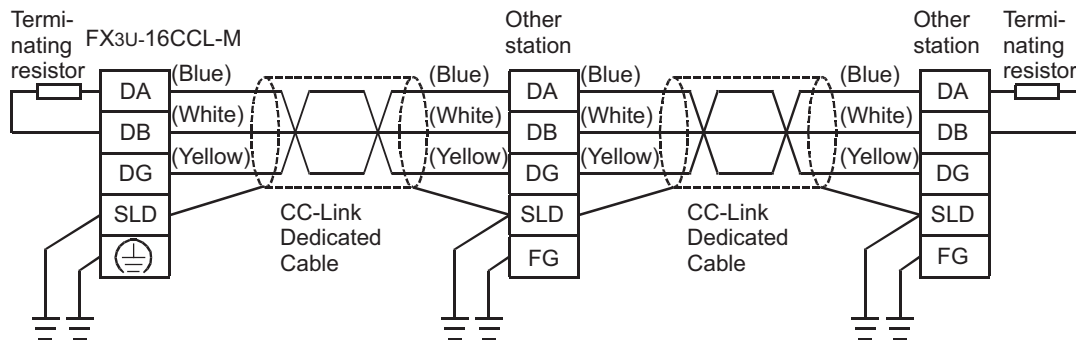 Termi-
nating
resistor
FX3U-16CCL-M
DA
DB
DG
SLD
(Blue)
(White)
(Yellow)
CC-Link
Dedicated
Cable
(Blue)
(White)
(Yellow)
Other
station
DA
DB
DG
SLD
FG
(Blue)
(White)
(Yellow)
CC-Link
Dedicated
Cable
(Blue)
(White)
(Yellow)
Other
station
DA
DB
DG
SLD
FG
Termi-
nating
resistor